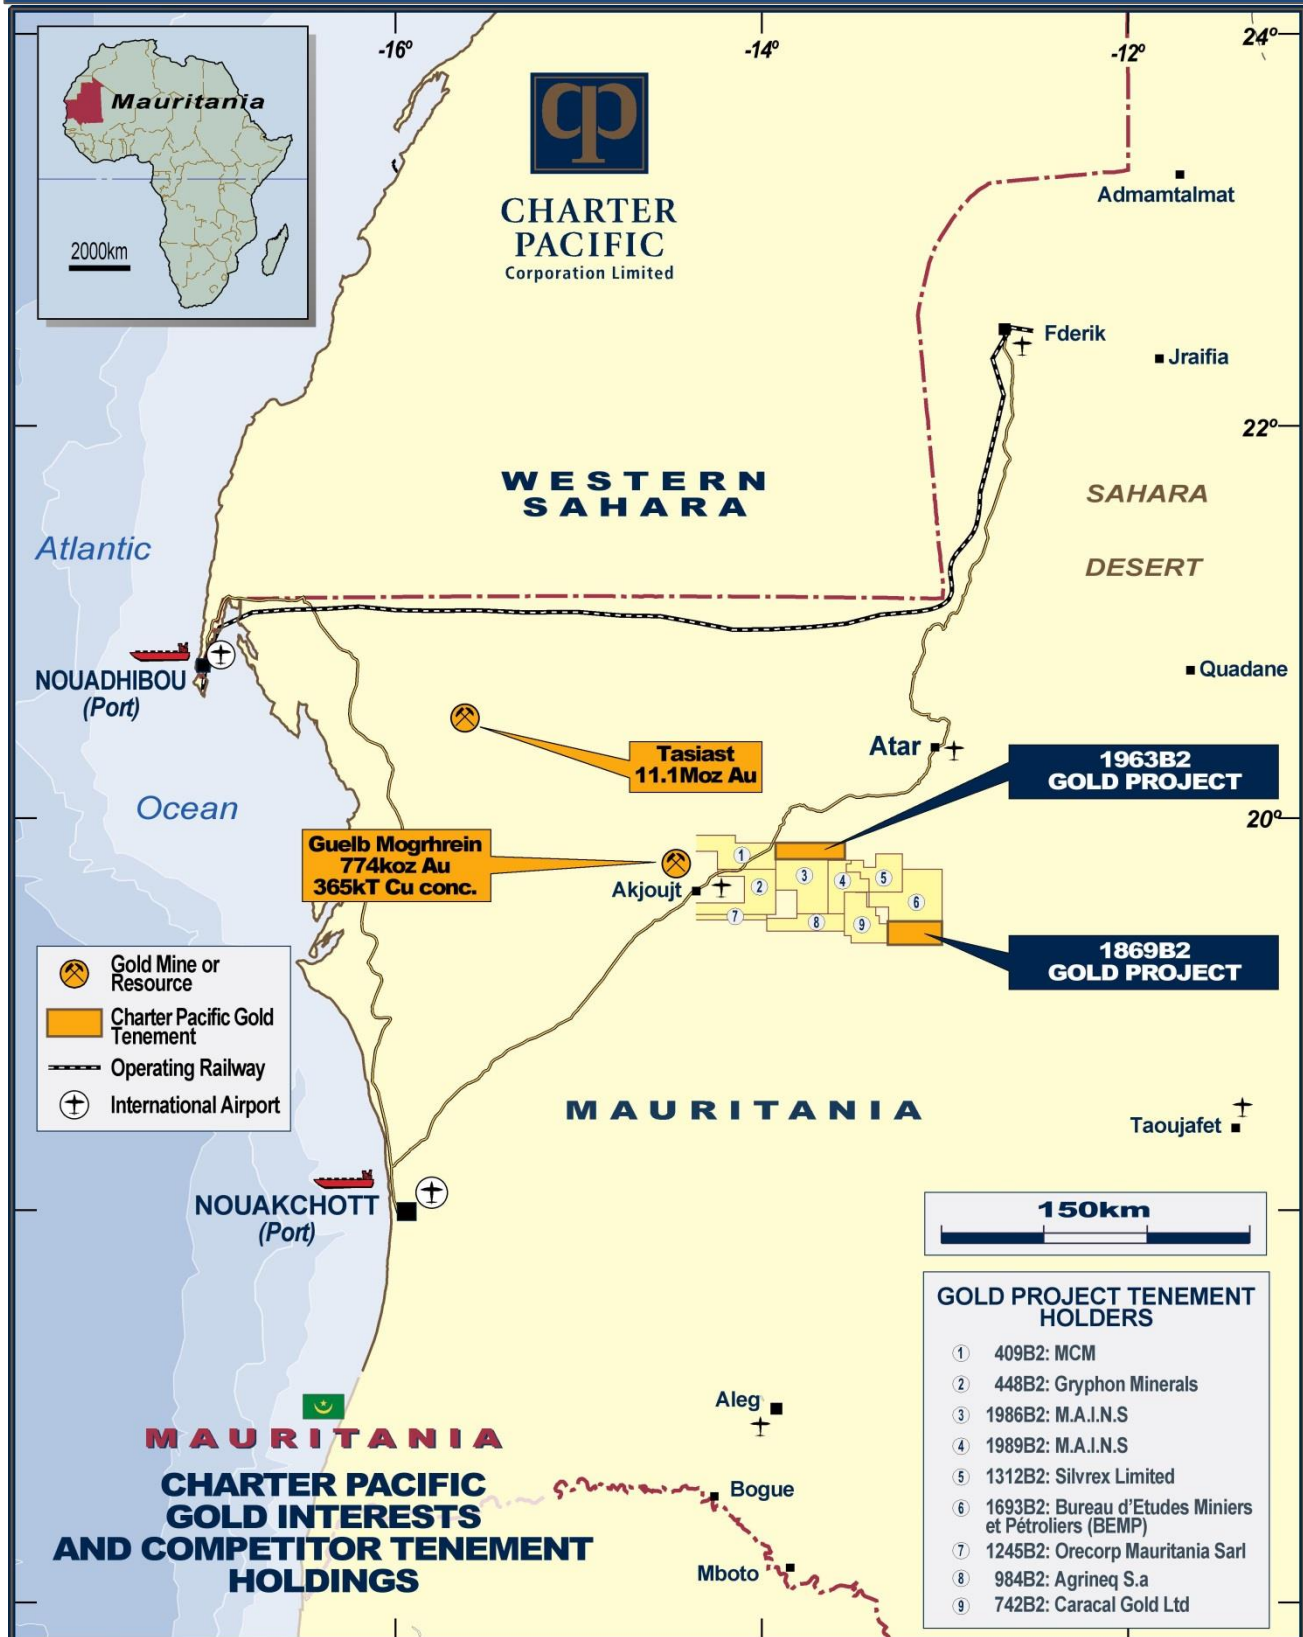 -16º
-14º
-12º
24º
Mauritania
2000km
cp
CHARTER
PACIFIC
Corporation Limited
Admamtalmat
Fderik
Jraifia
22º
WESTERN
SAHARA
SAHARA
DESERT
Atlantic
Ocean
NOUADHIBOU
(Port)
Quadane
Tasiast
11.1Moz Au
Atar
1963B2
GOLD PROJECT
20º
Guelb Mogrhrein
774koz Au
365kT Cu conc.
Akjoujt
1
2
3
4
5
6
7
8
9
1869B2
GOLD PROJECT
Gold Mine or
Resource
Charter Pacific Gold
Tenement
Operating Railway
International Airport
MAURITANIA
Taoujafet
NOUAKCHOTT
(Port)
150km
GOLD PROJECT TENEMENT
HOLDERS
1 409B2: MCM
2 448B2: Gryphon Minerals
3 1986B2: M.A.I.N.S
4 1989B2: M.A.I.N.S
5 1312B2: Silvrex Limited
6 1693B2: Bureau d'Etudes Miniers
et Pétroliers (BEMP)
7 1245B2: Orecorp Mauritania Sarl
8 984B2: Agrineq S.a
9 742B2: Caracal Gold Ltd
Aleg
Bogue
Mboto
MAURITANIA
CHARTER PACIFIC
GOLD INTERESTS
AND COMPETITOR TENEMENT
HOLDINGS